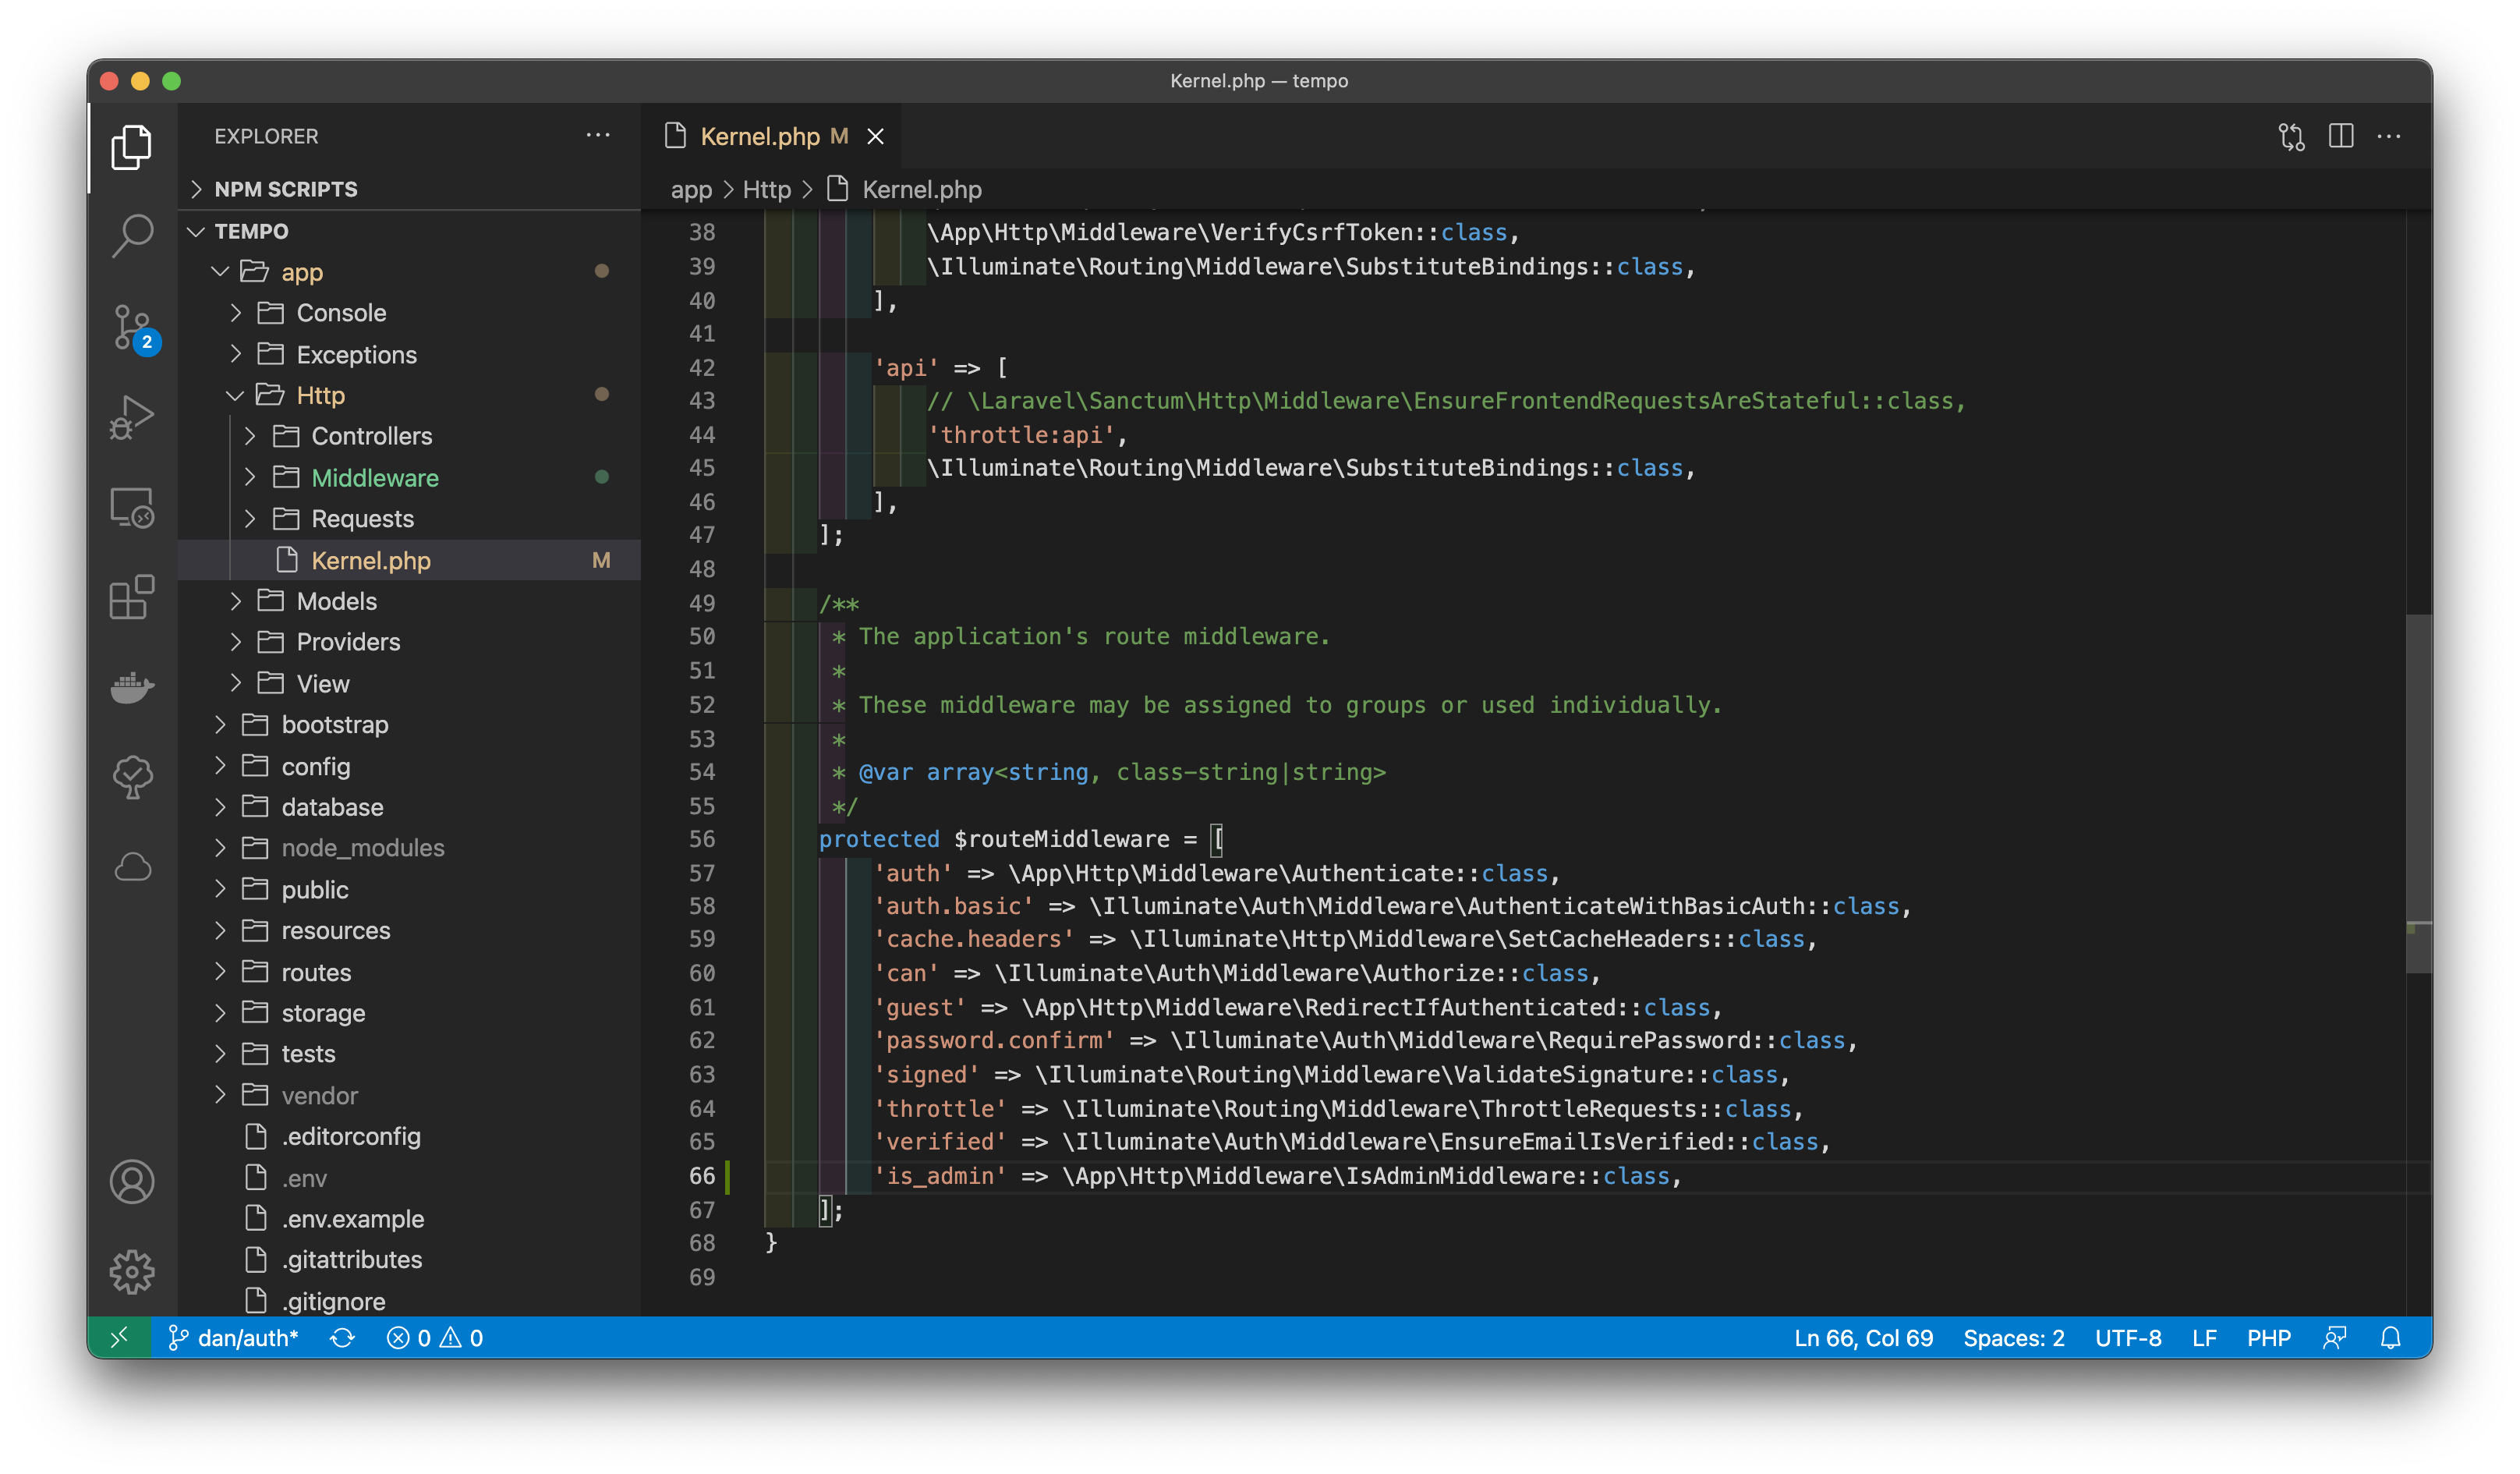 Kernel.php — tempo
EXPLORER
NPM SCRIPTS
TEMPO
app
Console
Exceptions
Http
Controllers
Middleware
Requests
Kernel.php M
Models
Providers
View
bootstrap
config
database
node_modules
public
resources
routes
storage
tests
vendor
.editorconfig
.env
.env.example
.gitattributes
.gitignore
2
Kernel.php M
app > Http > Kernel.php
38 \App\Http\Middleware\VerifyCsrfToken::class,
39 \Illuminate\Routing\Middleware\SubstituteBindings::class,
40 ],
41
42 'api' => [
43 // \Laravel\Sanctum\Http\Middleware\EnsureFrontendRequestsAreStateful::class,
44 'throttle:api',
45 \Illuminate\Routing\Middleware\SubstituteBindings::class,
46 ],
47 ];
48
49 /**
50 * The application's route middleware.
51 *
52 * These middleware may be assigned to groups or used individually.
53 *
54 * @var array<string, class-string|string>
55 */
56 protected $routeMiddleware = [
57 'auth' => \App\Http\Middleware\Authenticate::class,
58 'auth.basic' => \Illuminate\Auth\Middleware\AuthenticateWithBasicAuth::class,
59 'cache.headers' => \Illuminate\Http\Middleware\SetCacheHeaders::class,
60 'can' => \Illuminate\Auth\Middleware\Authorize::class,
61 'guest' => \App\Http\Middleware\RedirectIfAuthenticated::class,
62 'password.confirm' => \Illuminate\Auth\Middleware\RequirePassword::class,
63 'signed' => \Illuminate\Routing\Middleware\ValidateSignature::class,
64 'throttle' => \Illuminate\Routing\Middleware\ThrottleRequests::class,
65 'verified' => \Illuminate\Auth\Middleware\EnsureEmailIsVerified::class,
66 'is_admin' => \App\Http\Middleware\IsAdminMiddleware::class,
67 ];
68 }
69
dan/auth* 0 0 Ln 66, Col 69 Spaces: 2 UTF-8 LF PHP